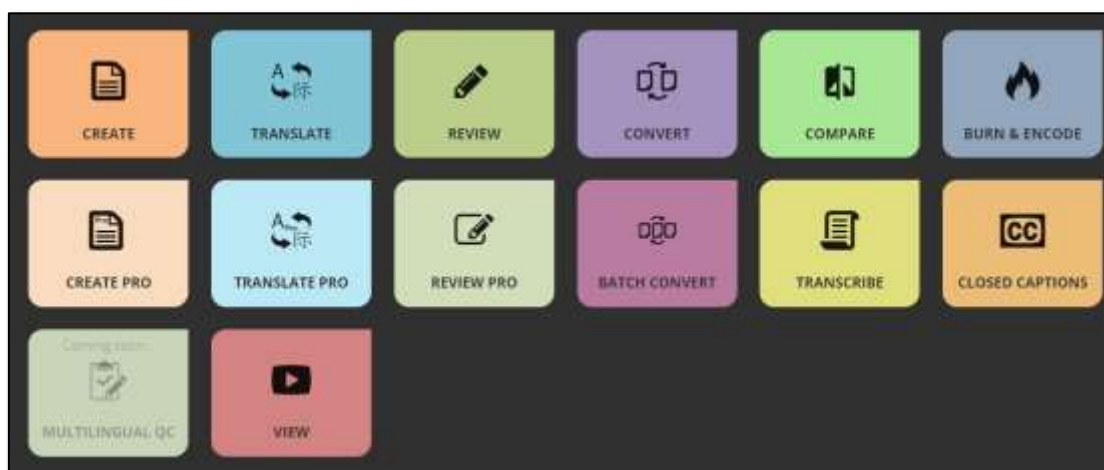 CREATE
TRANSLATE
REVIEW
CONVERT
COMPARE
BURN & ENCODE
CREATE PRO
TRANSLATE PRO
REVIEW PRO
BATCH CONVERT
TRANSCRIBE
CC
CLOSED CAPTIONS
Coming soon...
MULTILINGUAL QC
VIEW